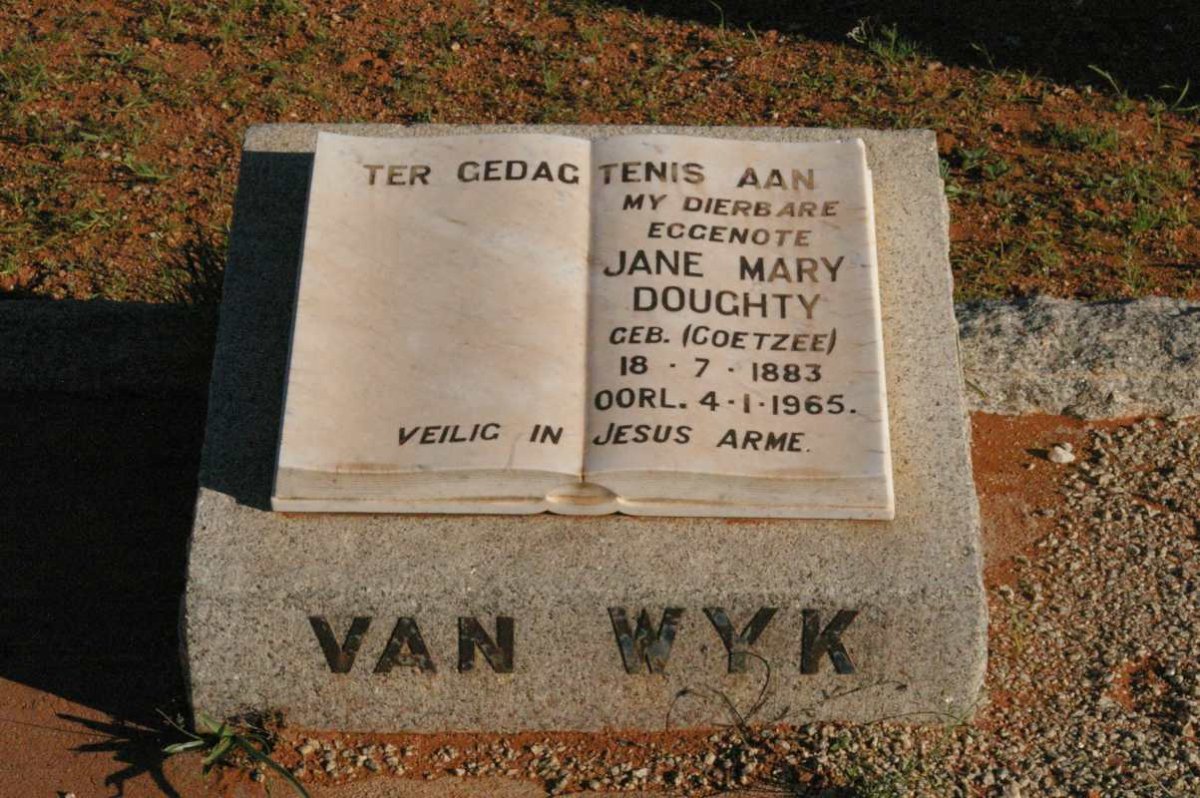 TER GEDAGTENIS AAN
MY DIERBARE
EGGENOTE
JANE MARY
DOUGHTY
GEB. (COETZEE)
18 · 7 · 1883
OORL. 4·1·1965.
VEILIG IN JESUS ARME.
VAN WYK